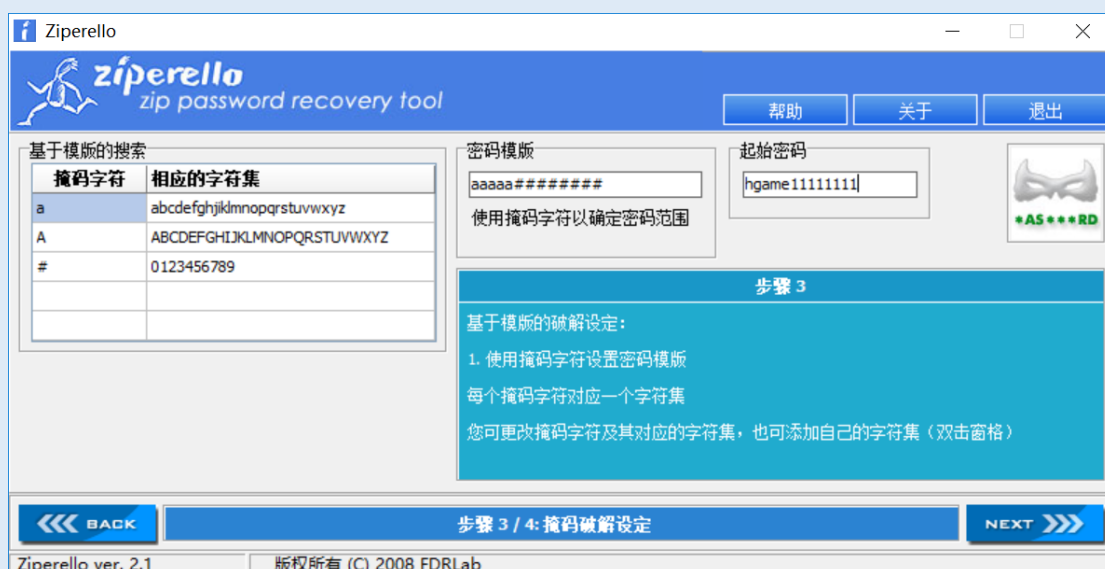 Ziperello
ziperello
zip password recovery tool
帮助 关于 退出
基于模版的搜索
掩码字符 相应的字符集
a abcdefghjiklmnopqrstuvwxyz
A ABCDEFGHIJKLMNOPQRSTUVWXYZ
# 0123456789
密码模版
aaaaa########
使用掩码字符以确定密码范围
起始密码
hgame11111111
*AS***RD
步骤 3
基于模版的破解设定：
1. 使用掩码字符设置密码模版
每个掩码字符对应一个字符集
您可更改掩码字符及其对应的字符集，也可添加自己的字符集（双击窗格）
BACK
步骤 3 / 4: 掩码破解设定
NEXT
Ziperello ver. 2.1 版权所有 (C) 2008 FDRLab